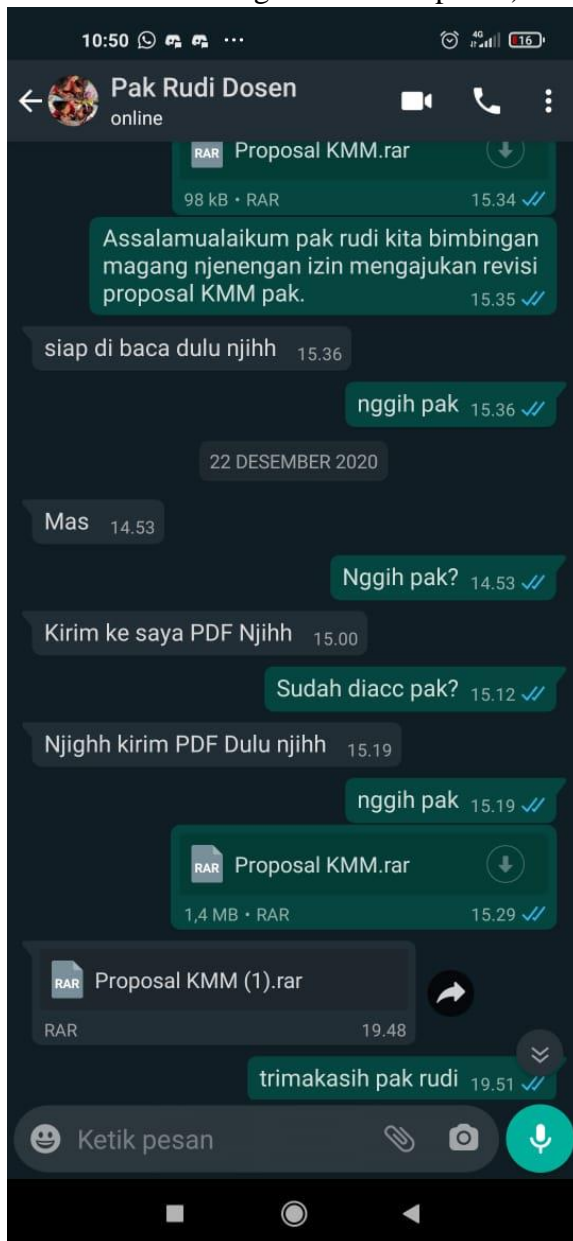 10:50 ... 4G 16
Pak Rudi Dosen
online
RAR Proposal KMM.rar
98 kB • RAR 15.34
Assalamualaikum pak rudi kita bimbingan
magang njenengan izin mengajukan revisi
proposal KMM pak. 15.35
siap di baca dulu njihh 15.36
nggih pak 15.36
22 DESEMBER 2020
Mas 14.53
Nggih pak? 14.53
Kirim ke saya PDF Njihh 15.00
Sudah diacc pak? 15.12
Njighh kirim PDF Dulu njihh 15.19
nggih pak 15.19
RAR Proposal KMM.rar
1,4 MB • RAR 15.29
RAR Proposal KMM (1).rar
RAR 19.48
trimakasih pak rudi 19.51
Ketik pesan